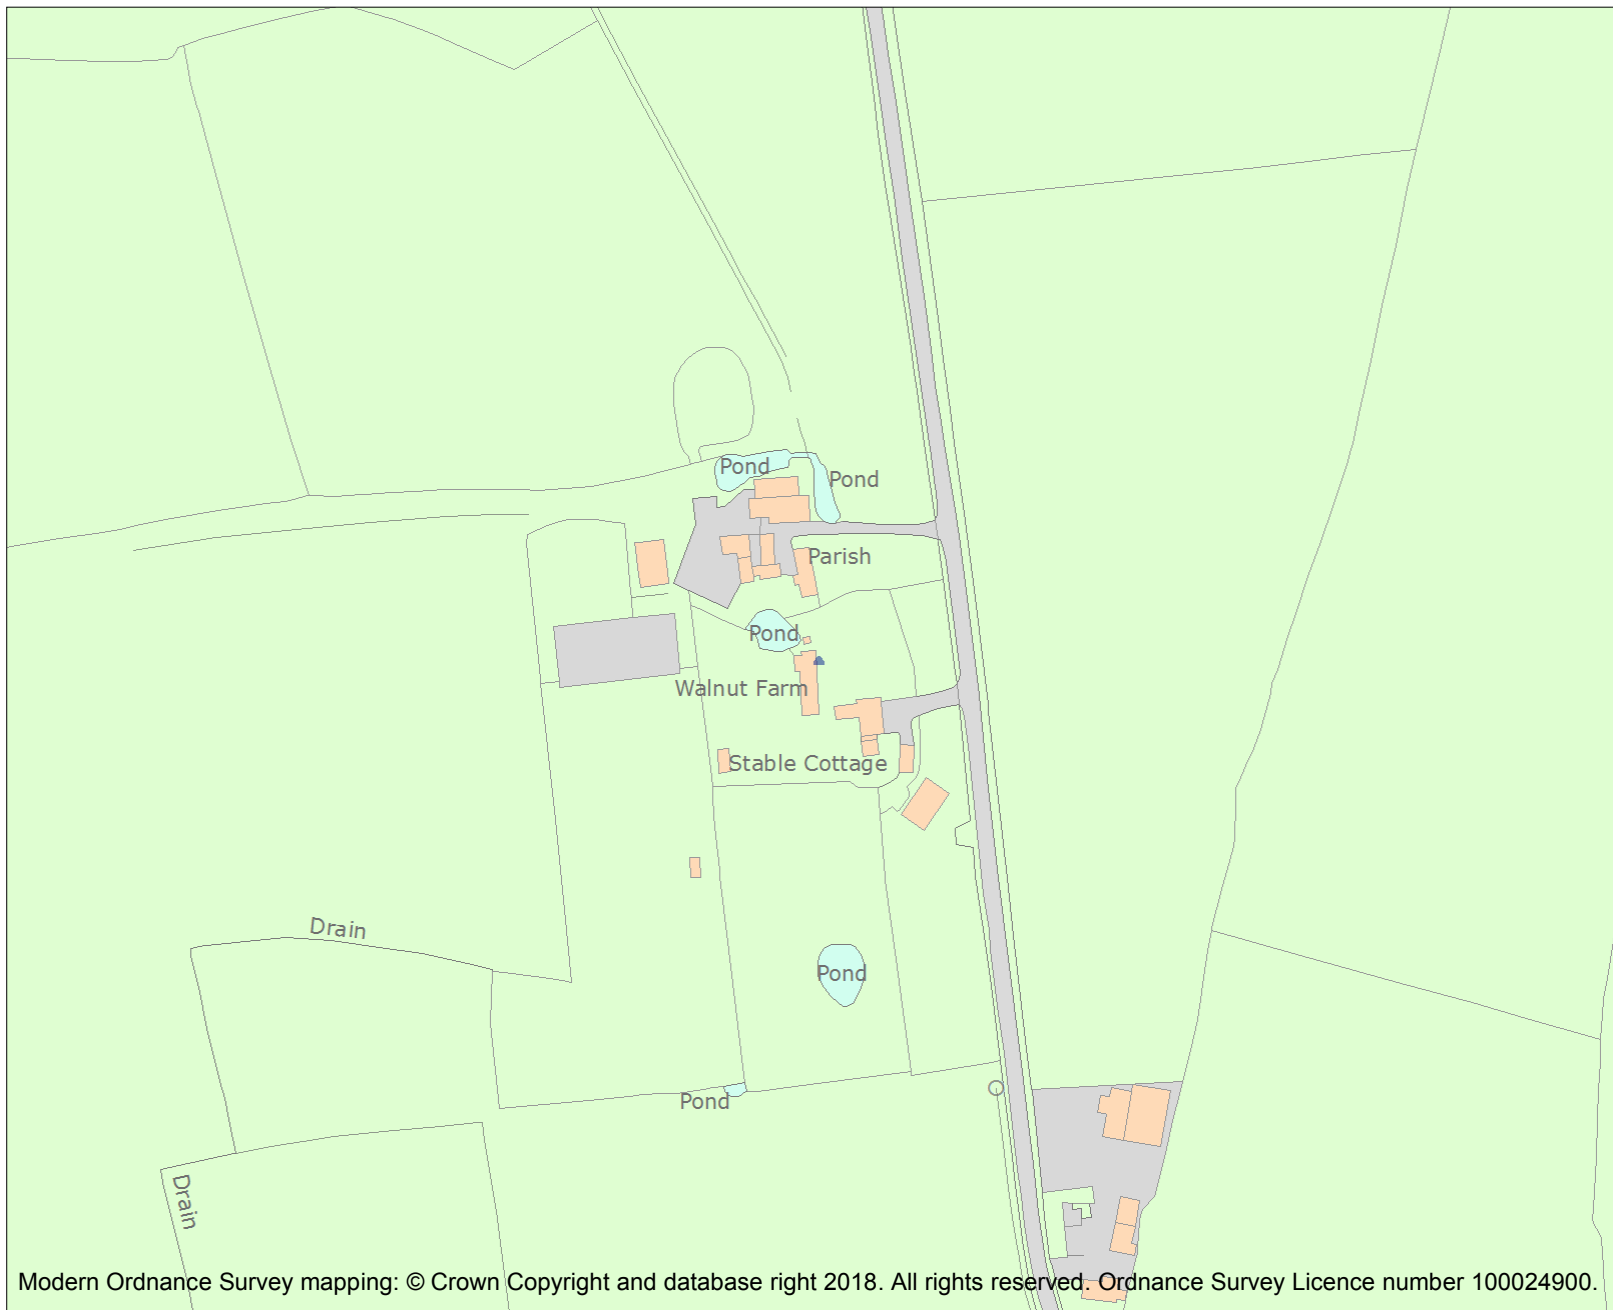 Pond
Pond
Parish
Pond
Walnut Farm
Stable Cottage
Drain
Pond
Pond
Drain
Modern Ordnance Survey mapping: © Crown Copyright and database right 2018. All rights reserved. Ordnance Survey Licence number 100024900.